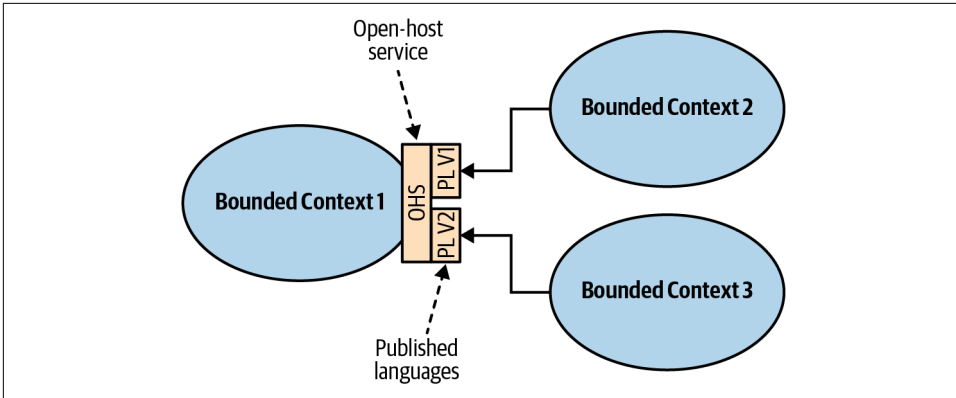 Open-host
service
Bounded Context 2
PL V1
Bounded Context 1
OHS
PL V2
Bounded Context 3
Published
languages